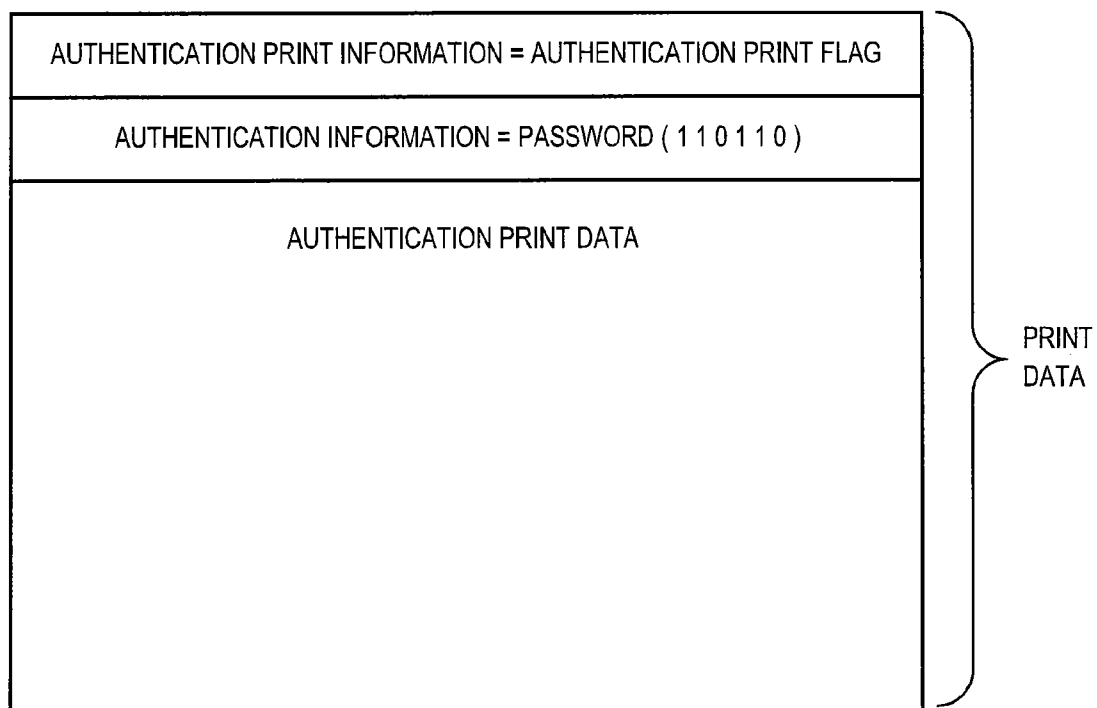 AUTHENTICATION PRINT INFORMATION = AUTHENTICATION PRINT FLAG
AUTHENTICATION INFORMATION = PASSWORD ( 1 1 0 1 1 0 )
AUTHENTICATION PRINT DATA
PRINT
DATA